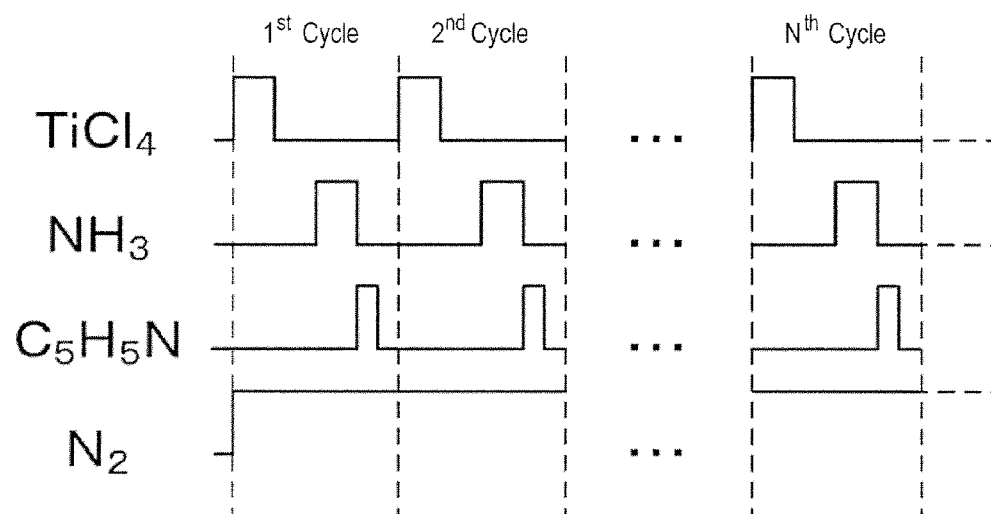 1st Cycle 2nd Cycle Nth Cycle
TiCl4 ...
NH3 ...
C5H5N ...
N2 ...